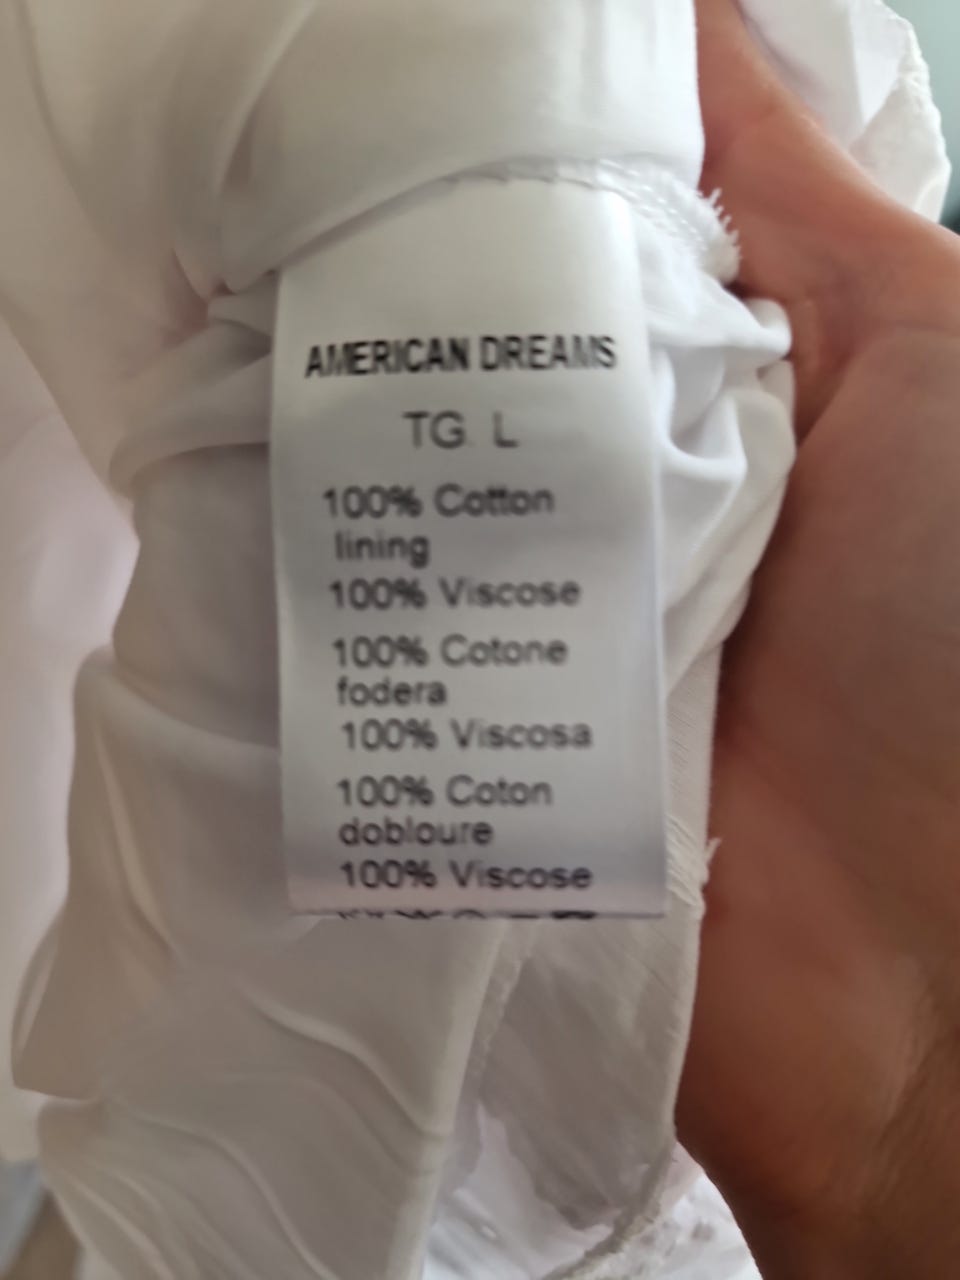 AMERICAN DREAMS
TG L
100% Cotton
lining
100% Viscose
100% Cotone
fodera
100% Viscosa
100% Coton
dobloure
100% Viscose